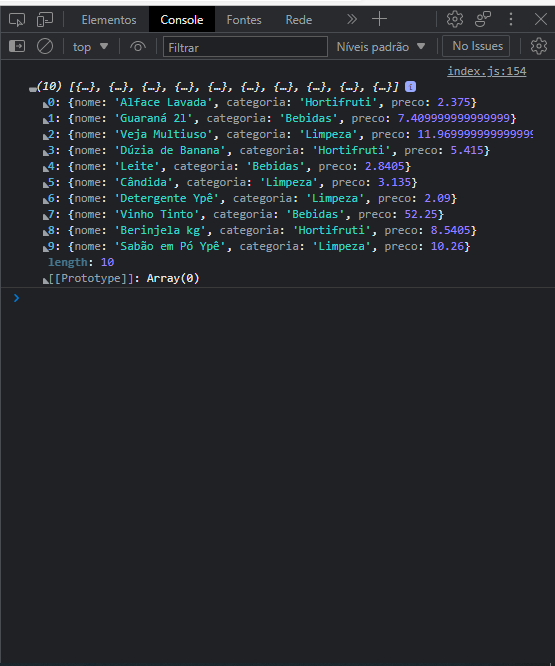 Elementos Console Fontes Rede
top Filtrar Níveis padrão No Issues
index.js:154
(10) [{…}, {…}, {…}, {…}, {…}, {…}, {…}, {…}, {…}, {…}] i
0: {nome: 'Alface Lavada', categoria: 'Hortifruti', preco: 2.375}
1: {nome: 'Guaraná 2l', categoria: 'Bebidas', preco: 7.409999999999999}
2: {nome: 'Veja Multiuso', categoria: 'Limpeza', preco: 11.969999999999999
3: {nome: 'Dúzia de Banana', categoria: 'Hortifruti', preco: 5.415}
4: {nome: 'Leite', categoria: 'Bebidas', preco: 2.8405}
5: {nome: 'Cândida', categoria: 'Limpeza', preco: 3.135}
6: {nome: 'Detergente Ypê', categoria: 'Limpeza', preco: 2.09}
7: {nome: 'Vinho Tinto', categoria: 'Bebidas', preco: 52.25}
8: {nome: 'Berinjela kg', categoria: 'Hortifruti', preco: 8.5405}
9: {nome: 'Sabão em Pó Ypê', categoria: 'Limpeza', preco: 10.26}
length: 10
[[Prototype]]: Array(0)